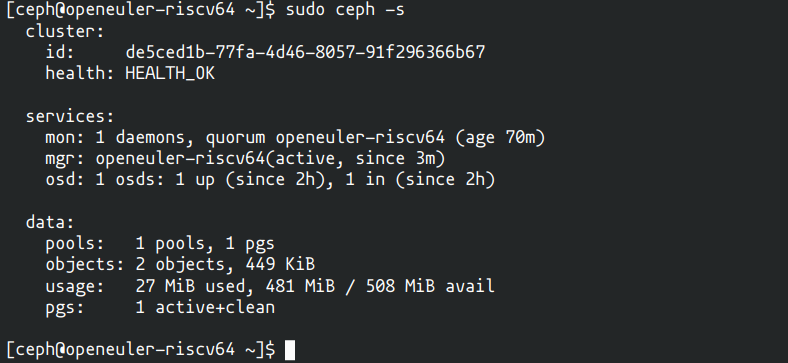 [ceph@openeuler-riscv64 ~]$ sudo ceph -s
  cluster:
    id:     de5ced1b-77fa-4d46-8057-91f296366b67
    health: HEALTH_OK

  services:
    mon: 1 daemons, quorum openeuler-riscv64 (age 70m)
    mgr: openeuler-riscv64(active, since 3m)
    osd: 1 osds: 1 up (since 2h), 1 in (since 2h)

  data:
    pools:   1 pools, 1 pgs
    objects: 2 objects, 449 KiB
    usage:   27 MiB used, 481 MiB / 508 MiB avail
    pgs:     1 active+clean

[ceph@openeuler-riscv64 ~]$